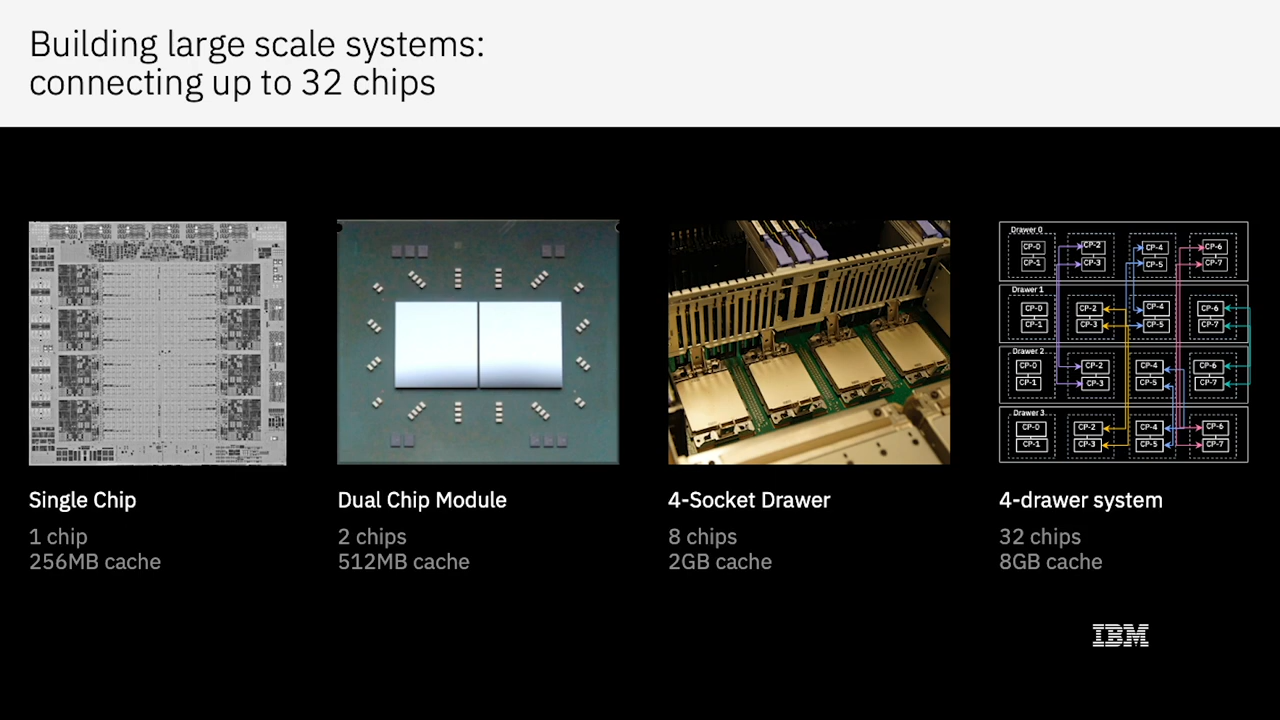 Building large scale systems:
connecting up to 32 chips
Single Chip
1 chip
256MB cache
Dual Chip Module
2 chips
512MB cache
4-Socket Drawer
8 chips
2GB cache
Drawer 0
CP-0 CP-2 CP-4 CP-6
CP-1 CP-3 CP-5 CP-7
Drawer 1
CP-0 CP-2 CP-4 CP-6
CP-1 CP-3 CP-5 CP-7
Drawer 2
CP-0 CP-2 CP-4 CP-6
CP-1 CP-3 CP-5 CP-7
Drawer 3
CP-0 CP-2 CP-4 CP-6
CP-1 CP-3 CP-5 CP-7
4-drawer system
32 chips
8GB cache
IBM